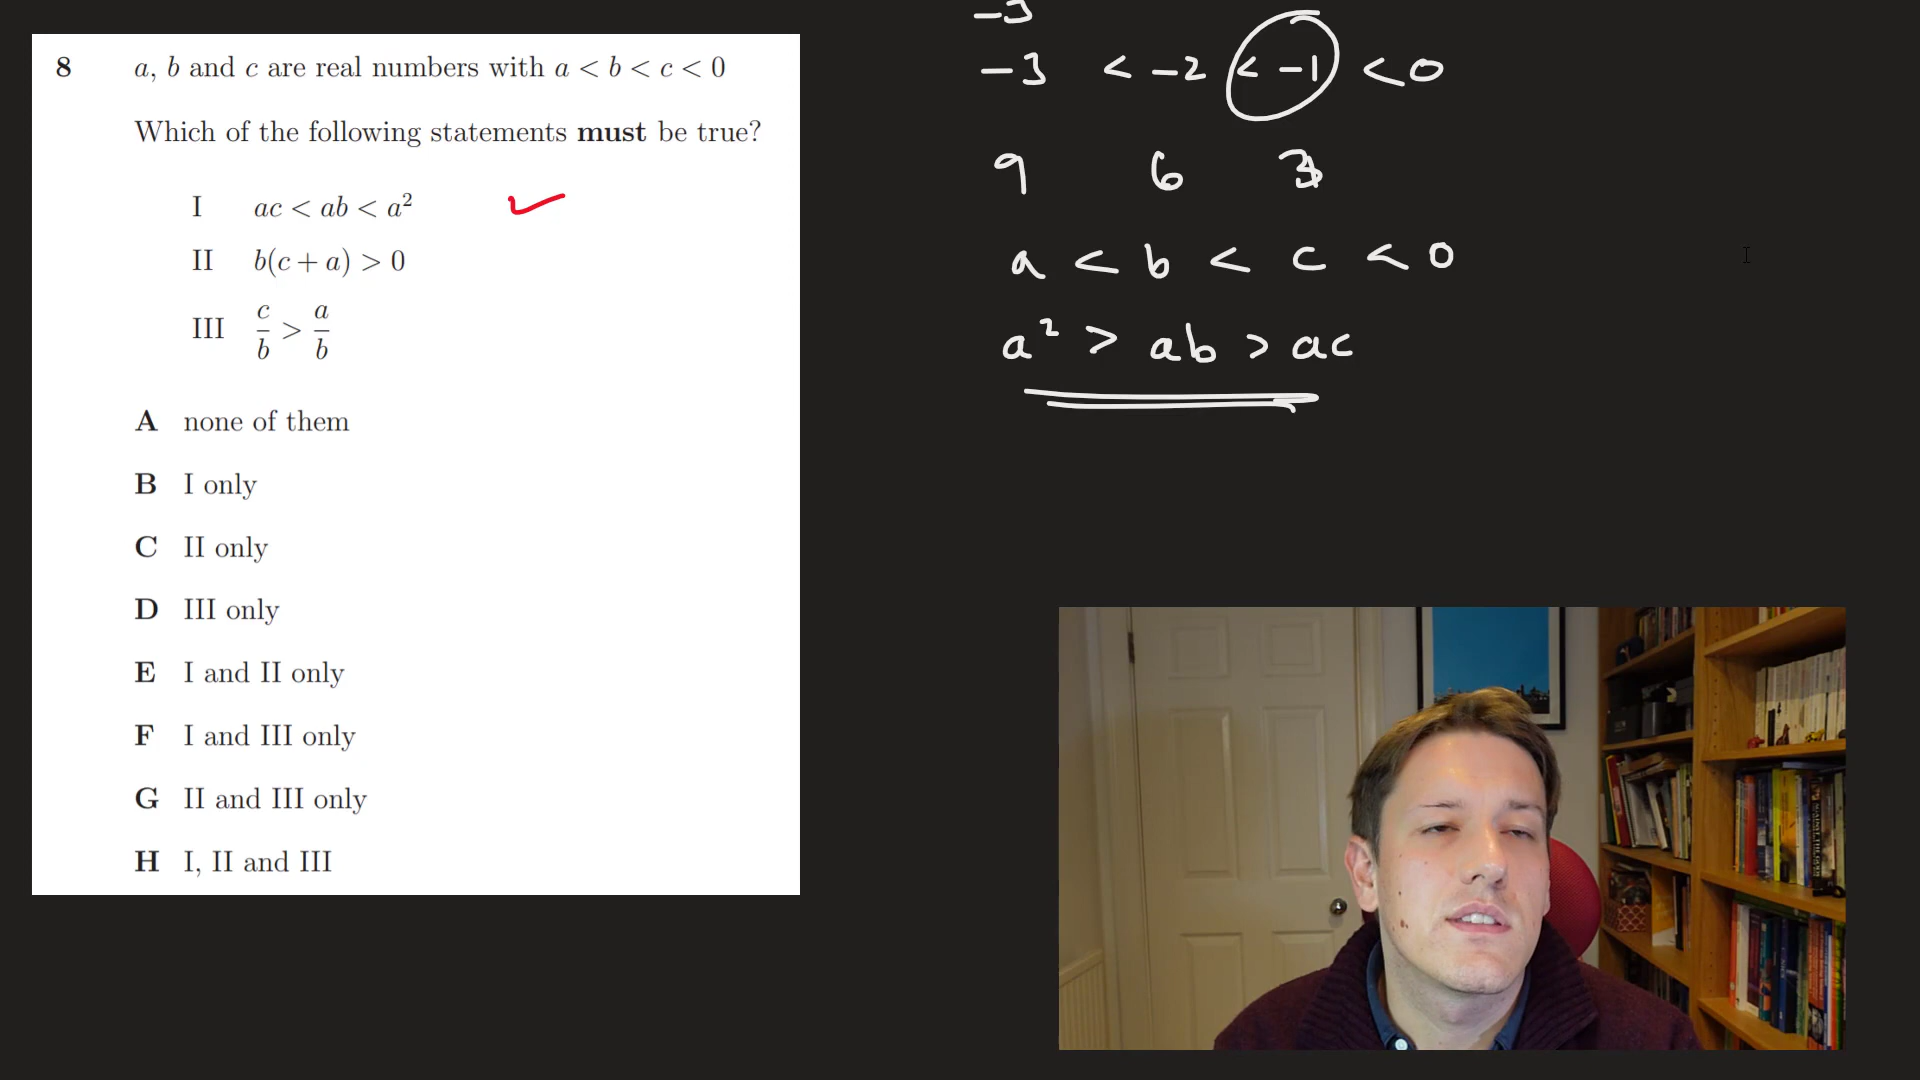 8 a, b and c are real numbers with a < b < c < 0
Which of the following statements must be true?
I ac < ab < a²
II b(c + a) > 0
III c/b > a/b
A none of them
B I only
C II only
D III only
E I and II only
F I and III only
G II and III only
H I, II and III
-3
-3 < -2 < -1 < 0
9 6 3
a < b < c < 0
a² > ab > ac